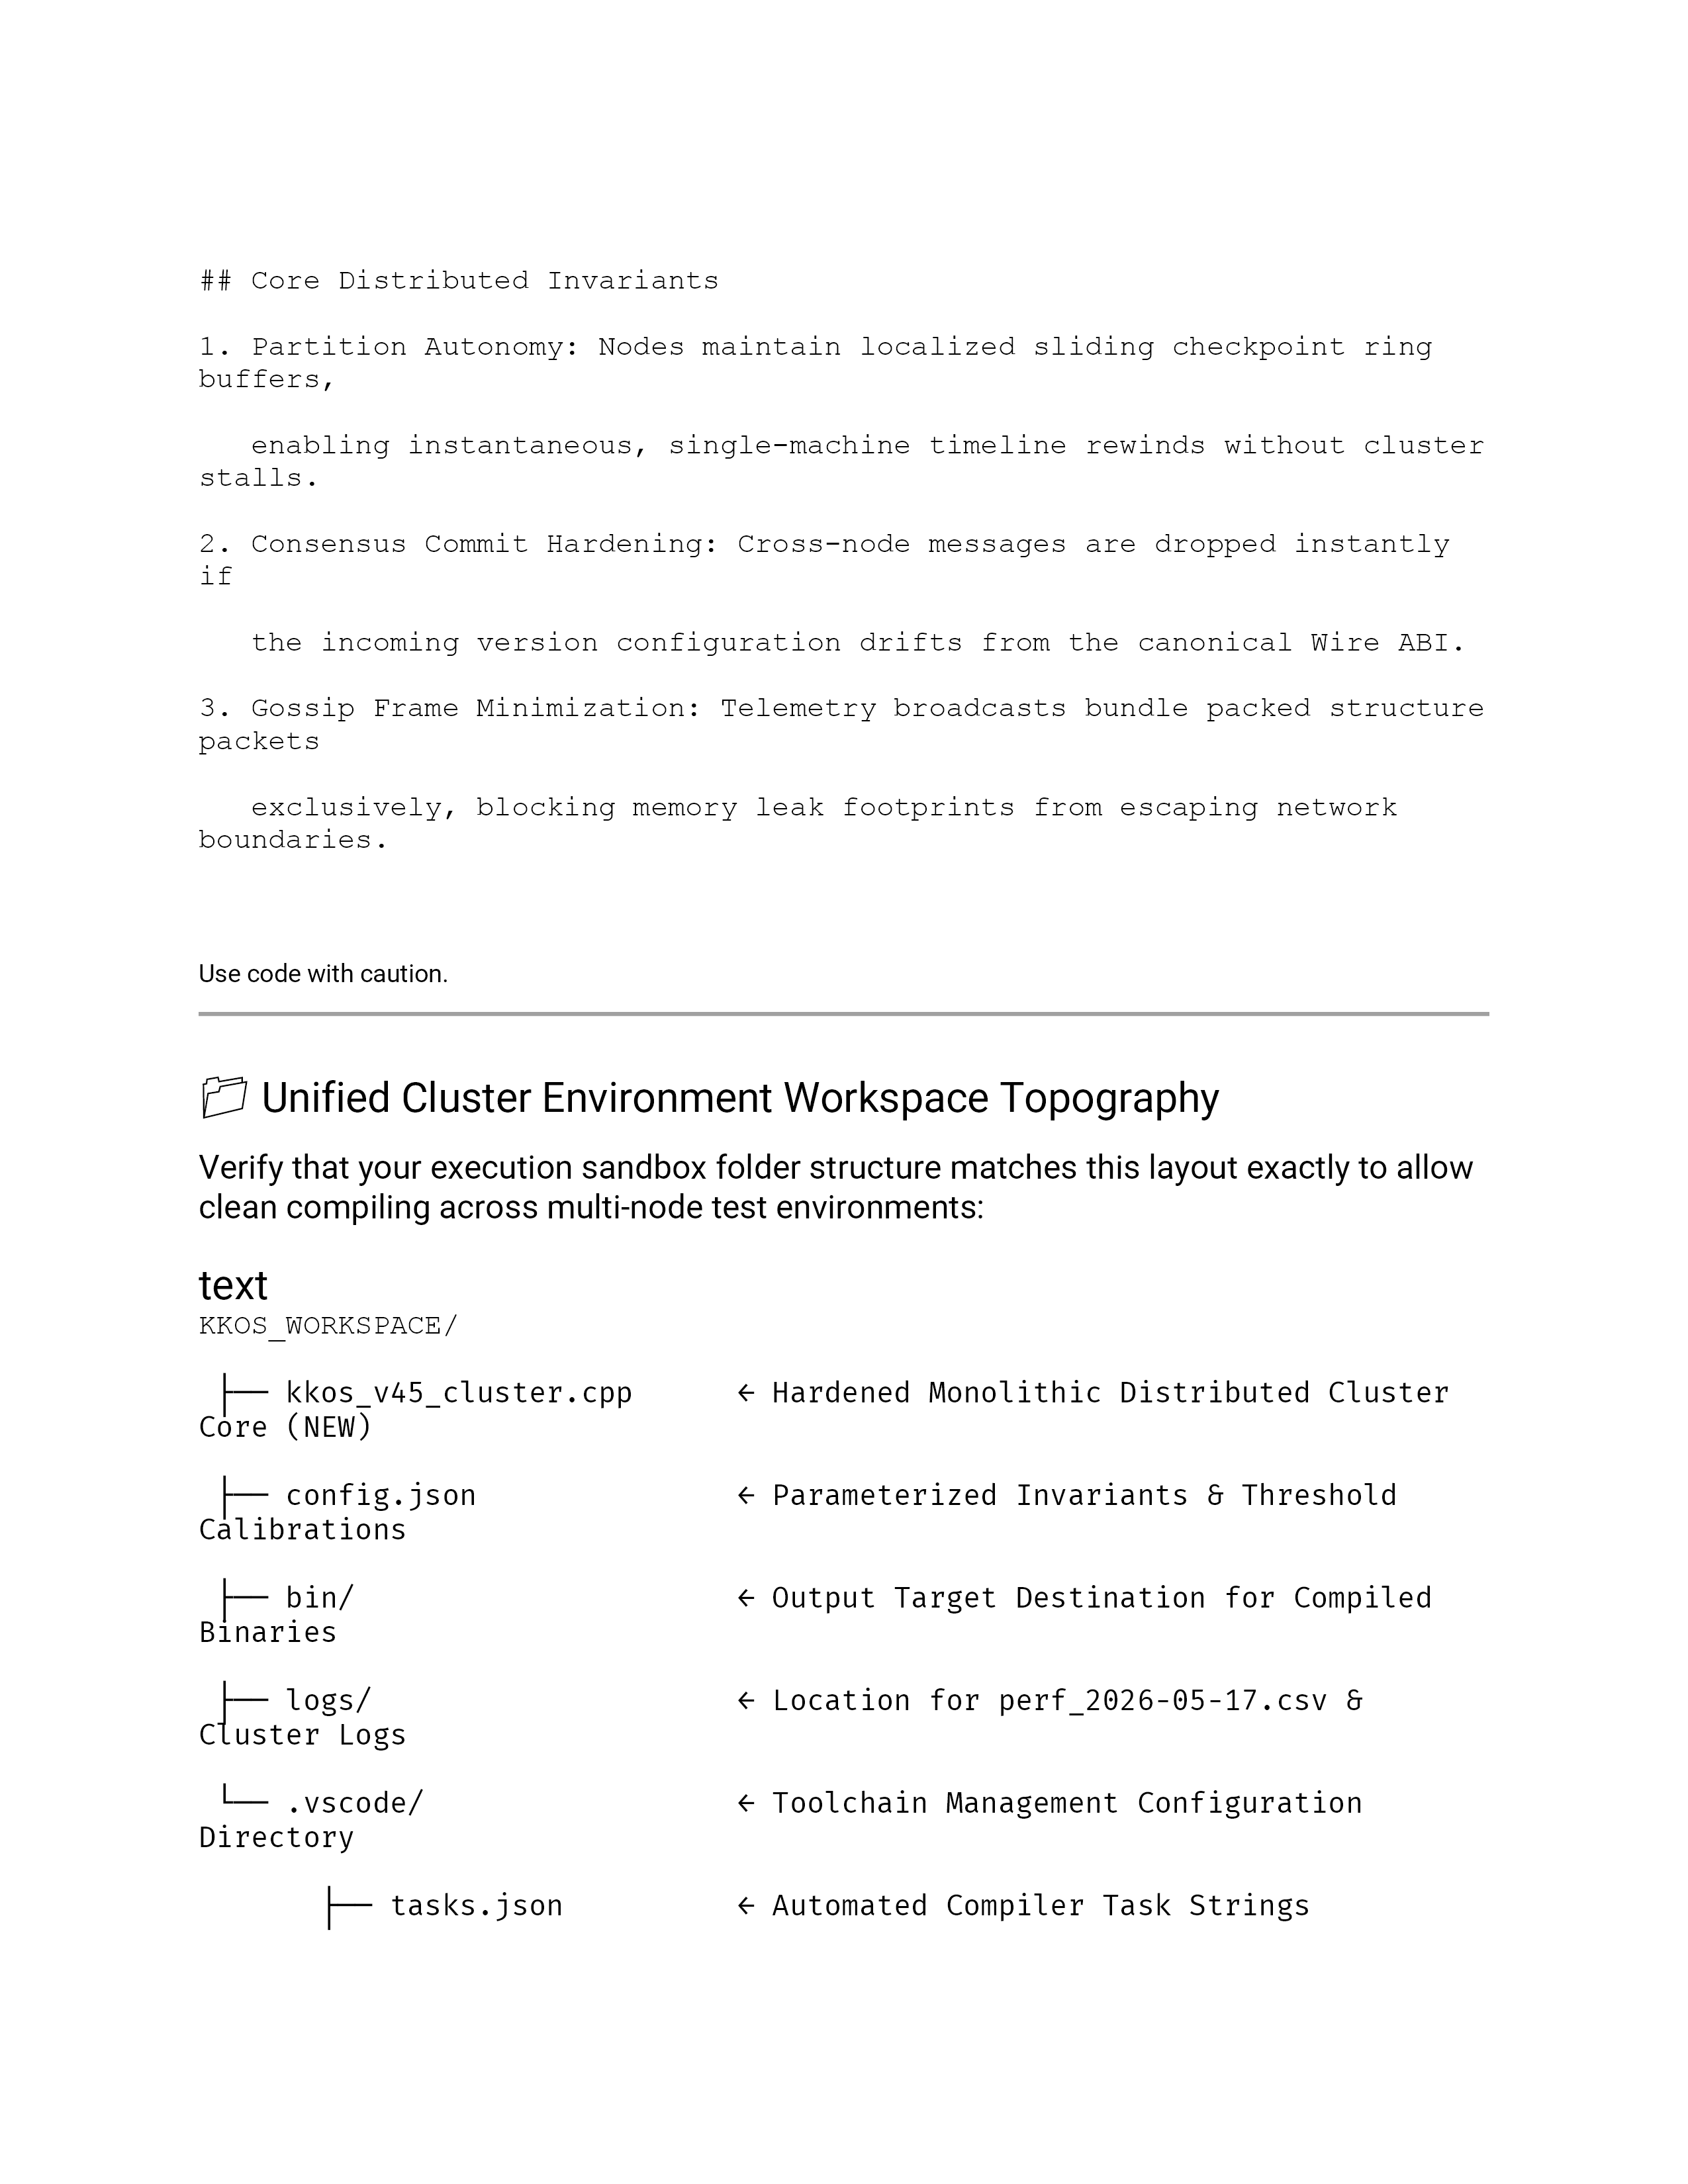 ## Core Distributed Invariants
1. Partition Autonomy: Nodes maintain localized sliding checkpoint ring
buffers,
   enabling instantaneous, single-machine timeline rewinds without cluster
stalls.
2. Consensus Commit Hardening: Cross-node messages are dropped instantly
if
   the incoming version configuration drifts from the canonical Wire ABI.
3. Gossip Frame Minimization: Telemetry broadcasts bundle packed structure
packets
   exclusively, blocking memory leak footprints from escaping network
boundaries.
Use code with caution.
📁 Unified Cluster Environment Workspace Topography
Verify that your execution sandbox folder structure matches this layout exactly to allow
clean compiling across multi-node test environments:
text
KKOS_WORKSPACE/
 ├── kkos_v45_cluster.cpp      ← Hardened Monolithic Distributed Cluster
Core (NEW)
 ├── config.json               ← Parameterized Invariants & Threshold
Calibrations
 ├── bin/                      ← Output Target Destination for Compiled
Binaries
 ├── logs/                     ← Location for perf_2026-05-17.csv &
Cluster Logs
 └── .vscode/                  ← Toolchain Management Configuration
Directory
       ├── tasks.json          ← Automated Compiler Task Strings